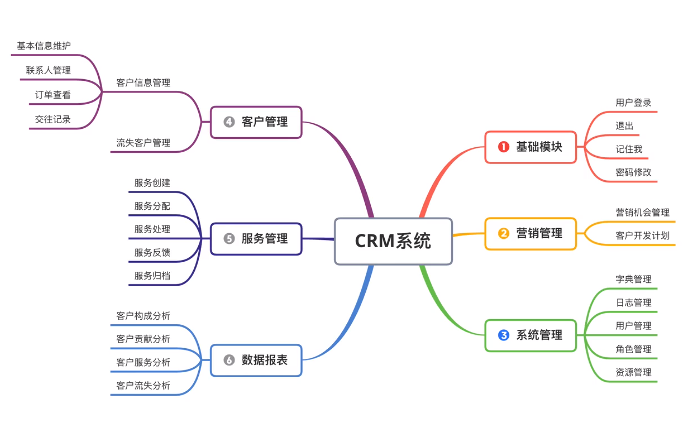 CRM系统
1 基础模块
用户登录
退出
记住我
密码修改
2 营销管理
营销机会管理
客户开发计划
3 系统管理
字典管理
日志管理
用户管理
角色管理
资源管理
4 客户管理
客户信息管理
基本信息维护
联系人管理
订单查看
交往记录
流失客户管理
5 服务管理
服务创建
服务分配
服务处理
服务反馈
服务归档
6 数据报表
客户构成分析
客户贡献分析
客户服务分析
客户流失分析